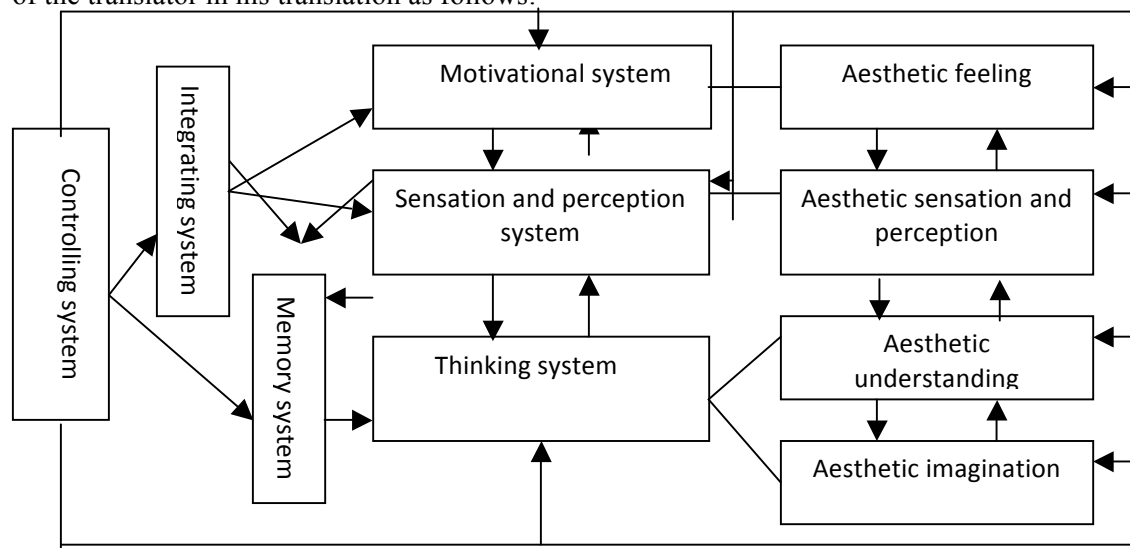 of the translator in his translation as follows:
Motivational system
Aesthetic feeling
Integrating system
Controlling system
Sensation and perception
system
Aesthetic sensation and
perception
Memory system
Thinking system
Aesthetic
understanding
Aesthetic imagination